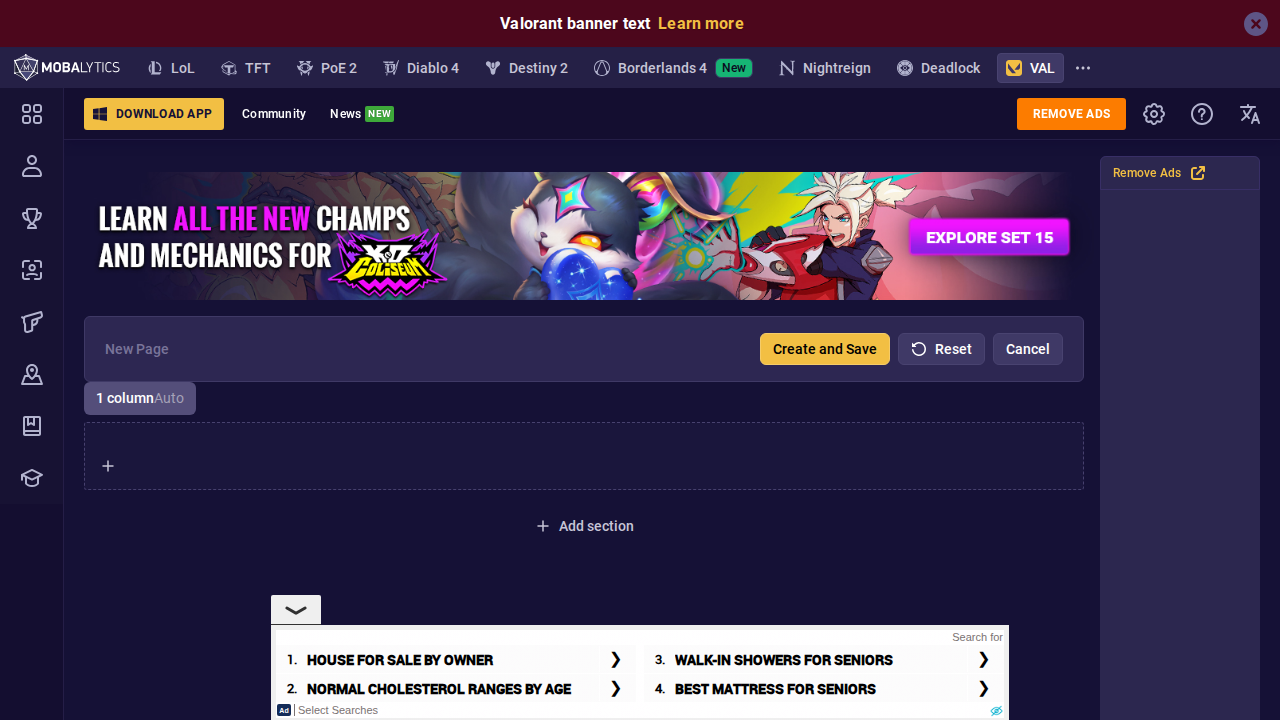 Valorant banner text Learn more
MOBALYTICS LoL TFT PoE 2 Diablo 4 Destiny 2 Borderlands 4 New Nightreign Deadlock VAL
DOWNLOAD APP Community News NEW REMOVE ADS
Remove Ads
LEARN ALL THE NEW CHAMPS
AND MECHANICS FOR K.O. COLISEUM
EXPLORE SET 15
New Page Create and Save Reset Cancel
1 column Auto
Add section
Search for
1. HOUSE FOR SALE BY OWNER
2. NORMAL CHOLESTEROL RANGES BY AGE
3. WALK-IN SHOWERS FOR SENIORS
4. BEST MATTRESS FOR SENIORS
Ad | Select Searches